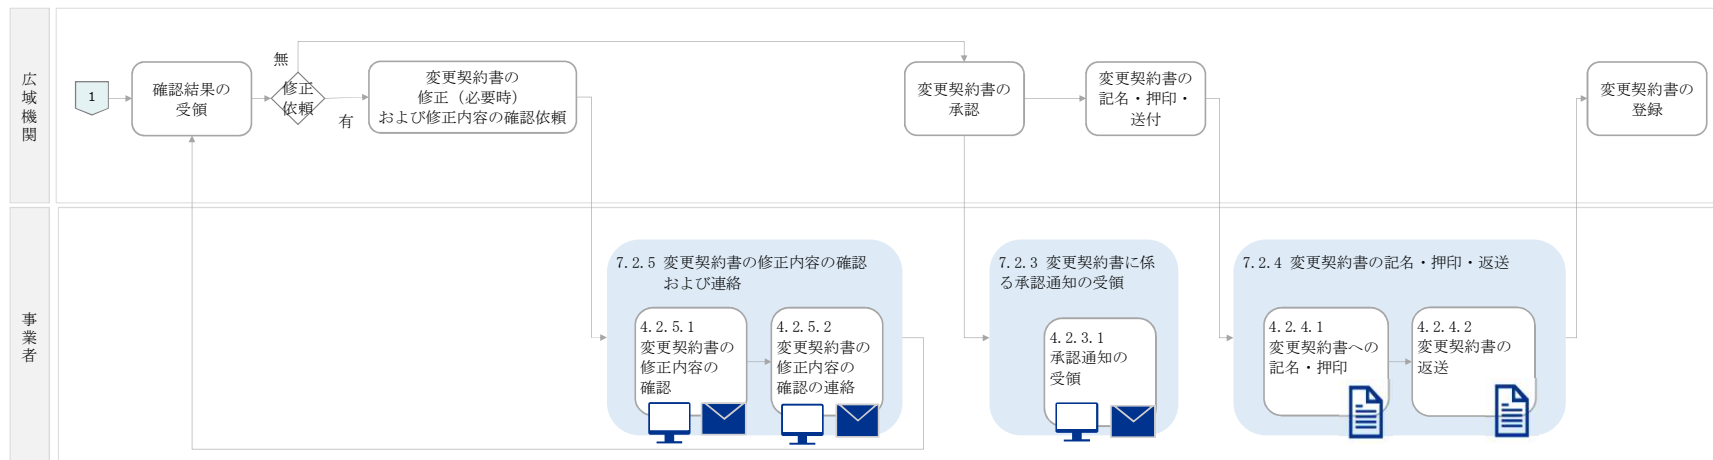 広域機関
1
確認結果の
受領
無
修正
依頼
有
変更契約書の
修正（必要時）
および修正内容の確認依頼
変更契約書の
承認
変更契約書の
記名・押印・
送付
変更契約書の
登録
事業者
7.2.5 変更契約書の修正内容の確認
および連絡
4.2.5.1
変更契約書の
修正内容の
確認
4.2.5.2
変更契約書の
修正内容の
確認の連絡
7.2.3 変更契約書に係
る承認通知の受領
4.2.3.1
承認通知の
受領
7.2.4 変更契約書の記名・押印・返送
4.2.4.1
変更契約書への
記名・押印
4.2.4.2
変更契約書の
返送